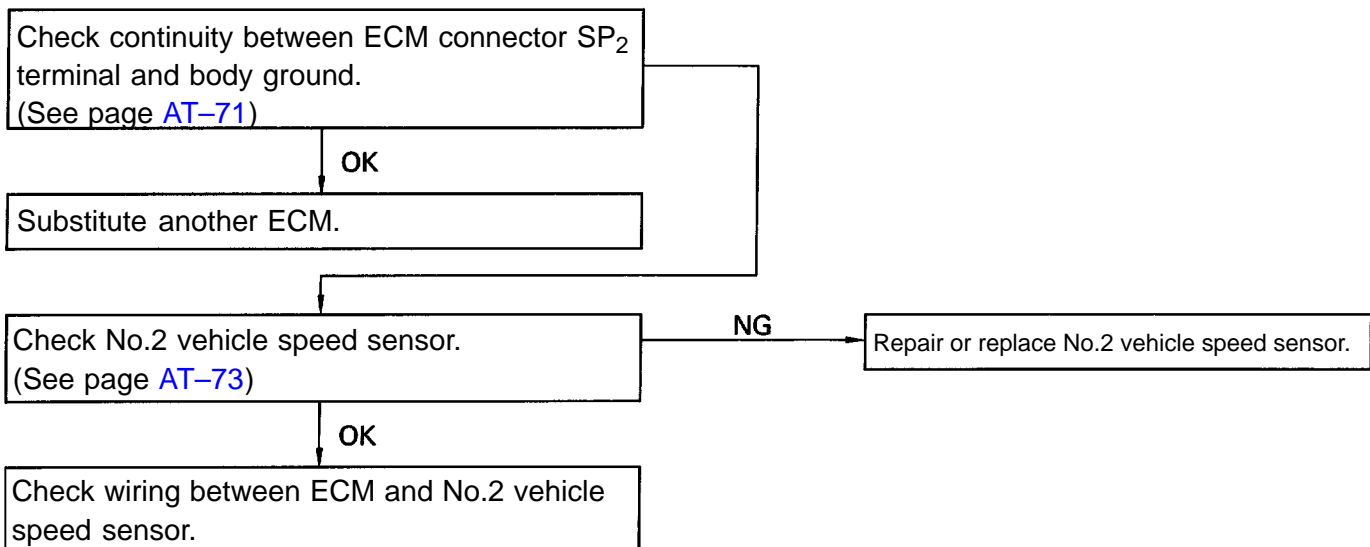 Check continuity between ECM connector SP2
terminal and body ground.
(See page AT–71)
OK
Substitute another ECM.
Check No.2 vehicle speed sensor.
(See page AT–73)
NG
Repair or replace No.2 vehicle speed sensor.
OK
Check wiring between ECM and No.2 vehicle
speed sensor.